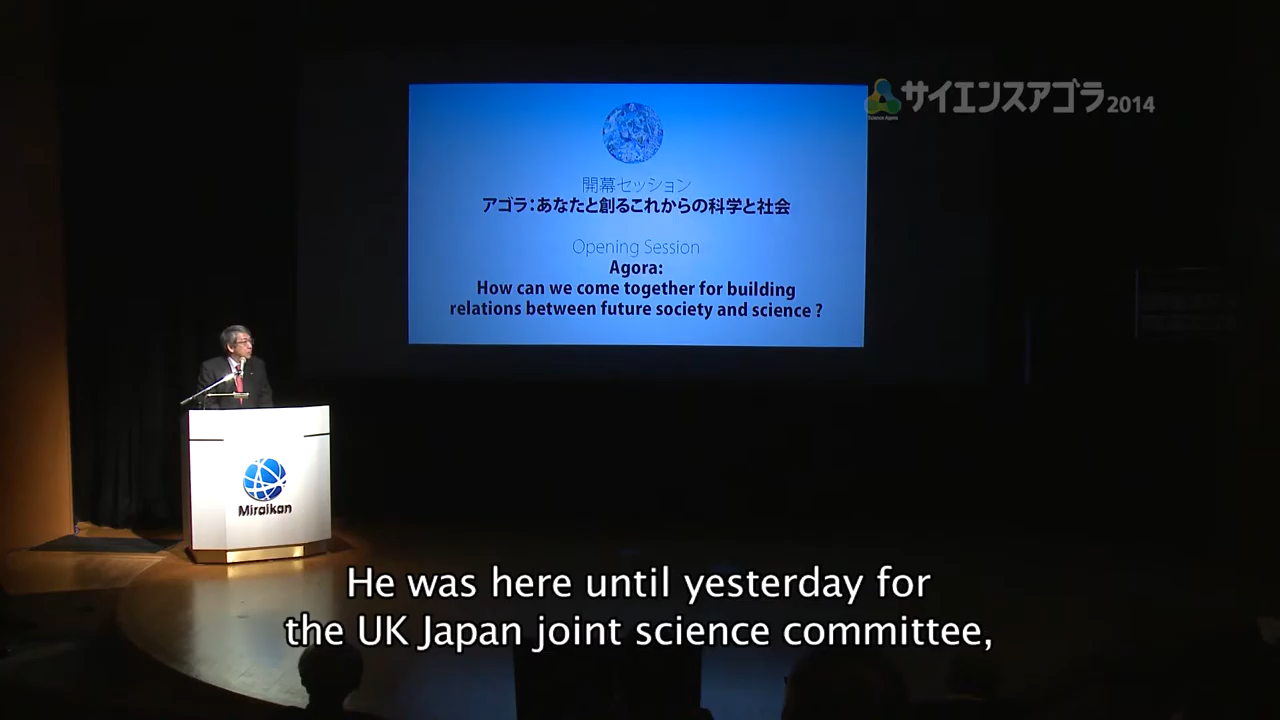 サイエンスアゴラ2014
Science Agora
開幕セッション
アゴラ:あなたと創るこれからの科学と社会
Opening Session
Agora:
How can we come together for building
relations between future society and science ?
Miraikan
He was here until yesterday for
the UK Japan joint science committee,